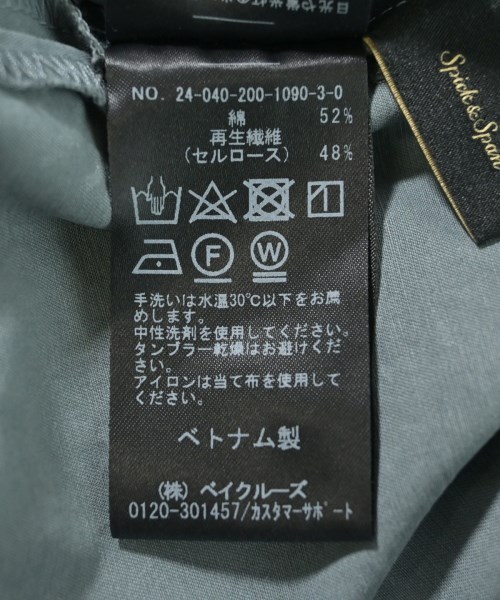 NO. 24-040-200-1090-3-0
綿 52%
再生繊維
(セルロース) 48%
F W
手洗いは水温30℃以下をお薦
めします。
中性洗剤を使用してください。
タンブラー乾燥はお避けくだ
さい。
アイロンは当て布を使用して
ください。
ベトナム製
(株) ベイクルーズ
0120-301457/カスタマーサポート
Spick & Span